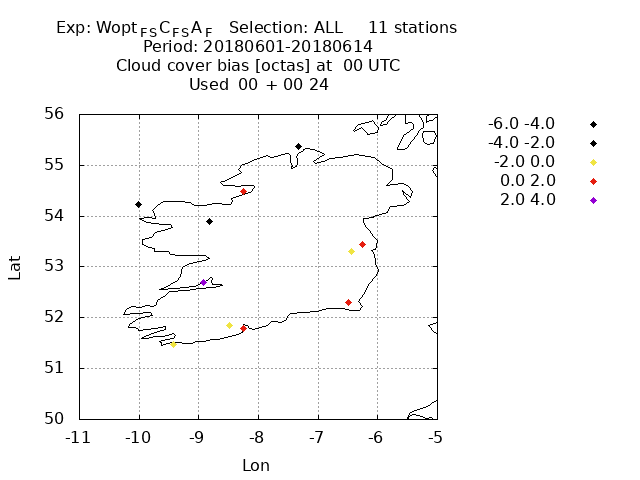 Exp: Wopt FS C FS A F Selection: ALL 11 stations
Period: 20180601-20180614
Cloud cover bias [octas] at 00 UTC
Used 00 + 00 24
56
55
54
53
52
51
50
Lat
-11 -10 -9 -8 -7 -6 -5
Lon
-6.0 -4.0
-4.0 -2.0
-2.0 0.0
0.0 2.0
2.0 4.0